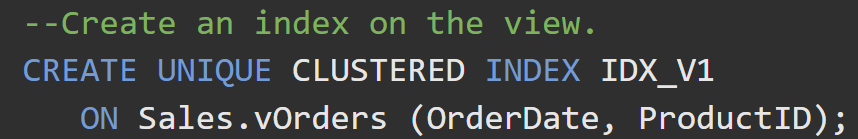 --Create an index on the view.
CREATE UNIQUE CLUSTERED INDEX IDX_V1
   ON Sales.vOrders (OrderDate, ProductID);